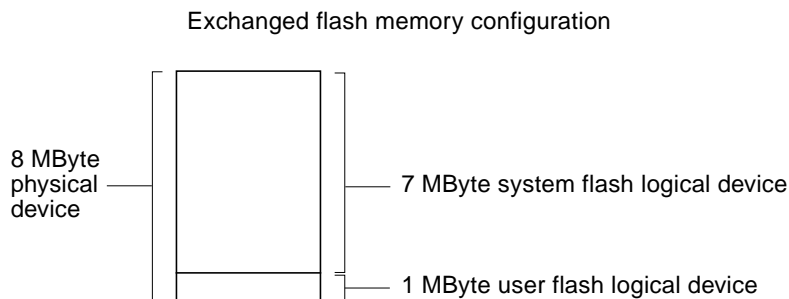 Exchanged flash memory configuration
8 MByte
physical
device
7 MByte system flash logical device
1 MByte user flash logical device